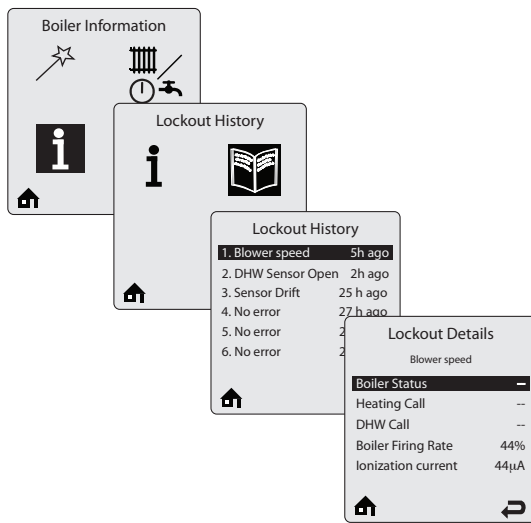 Boiler Information
Lockout History
Lockout History
1. Blower speed 5h ago
2. DHW Sensor Open 2h ago
3. Sensor Drift 25 h ago
4. No error 27 h ago
5. No error 2
6. No error 2
Lockout Details
Blower speed
Boiler Status –
Heating Call --
DHW Call --
Boiler Firing Rate 44%
Ionization current 44µA